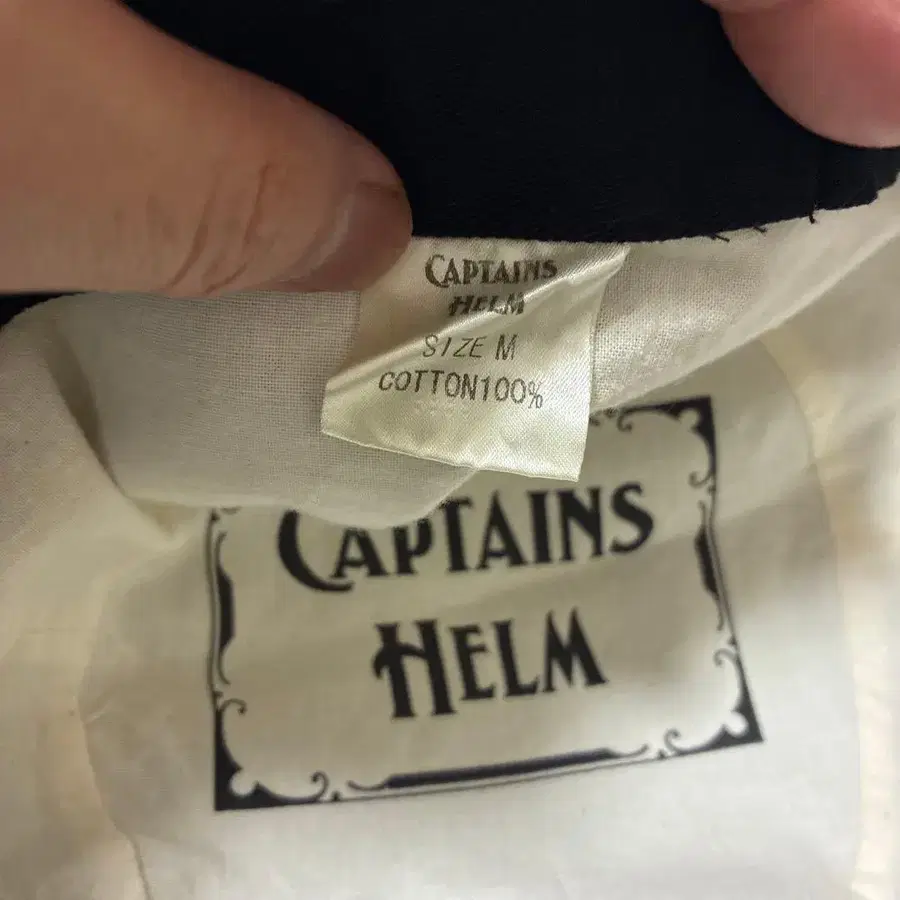 CAPTAINS
HELM
SIZE M
COTTON100%
CAPTAINS
HELM